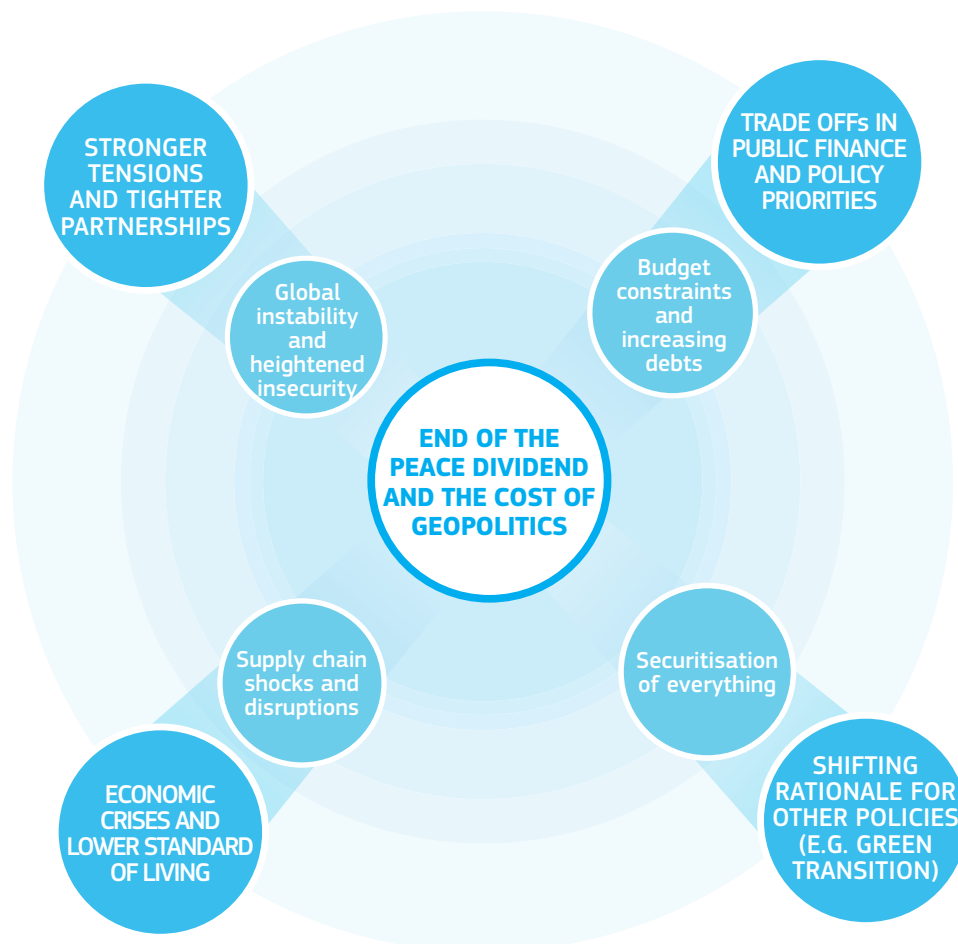 STRONGER
TENSIONS
AND TIGHTER
PARTNERSHIPS
TRADE OFFs IN
PUBLIC FINANCE
AND POLICY
PRIORITIES
Global
instability
and
heightened
insecurity
Budget
constraints
and
increasing
debts
END OF THE
PEACE DIVIDEND
AND THE COST OF
GEOPOLITICS
Supply chain
shocks and
disruptions
Securitisation
of everything
ECONOMIC
CRISES AND
LOWER STANDARD
OF LIVING
SHIFTING
RATIONALE FOR
OTHER POLICIES
(E.G. GREEN
TRANSITION)